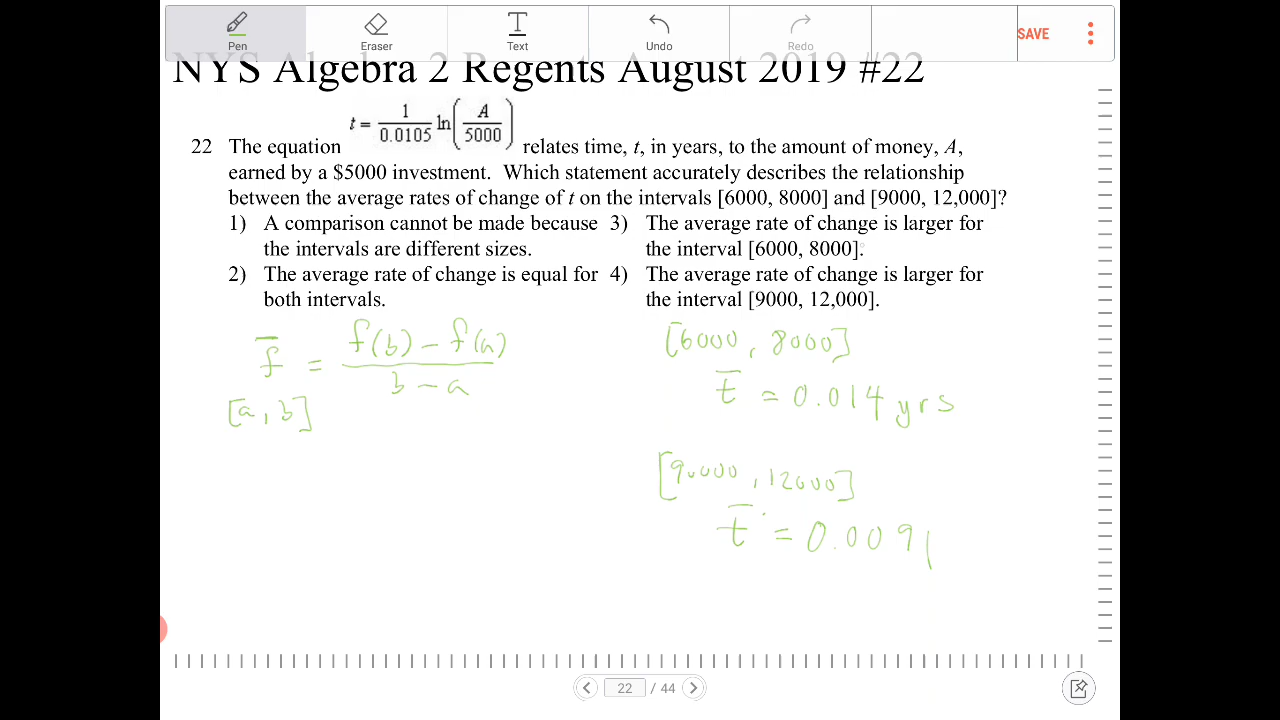 Pen
Eraser
Text
Undo
Redo
SAVE
NYS Algebra 2 Regents August 2019 #22
22 The equation t = 1/0.0105 ln(A/5000) relates time, t, in years, to the amount of money, A,
earned by a $5000 investment. Which statement accurately describes the relationship
between the average rates of change of t on the intervals [6000, 8000] and [9000, 12,000]?
1) A comparison cannot be made because
the intervals are different sizes.
2) The average rate of change is equal for
both intervals.
3) The average rate of change is larger for
the interval [6000, 8000].
4) The average rate of change is larger for
the interval [9000, 12,000].
f̄ = f(b) - f(a) / b - a
[a, b]
[6000, 8000]
t̄ = 0.014 yrs
[90000, 12000]
t̄ = 0.0091
22 / 44